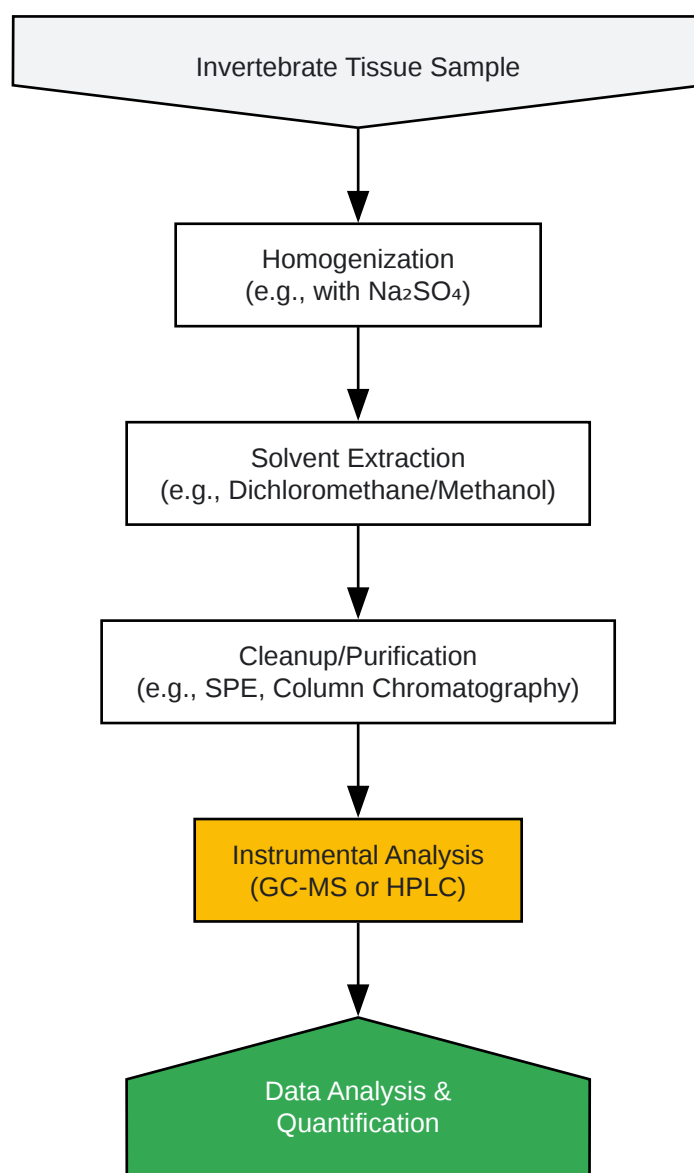 Invertebrate Tissue Sample
Homogenization
(e.g., with Na₂SO₄)
Solvent Extraction
(e.g., Dichloromethane/Methanol)
Cleanup/Purification
(e.g., SPE, Column Chromatography)
Instrumental Analysis
(GC-MS or HPLC)
Data Analysis &
Quantification